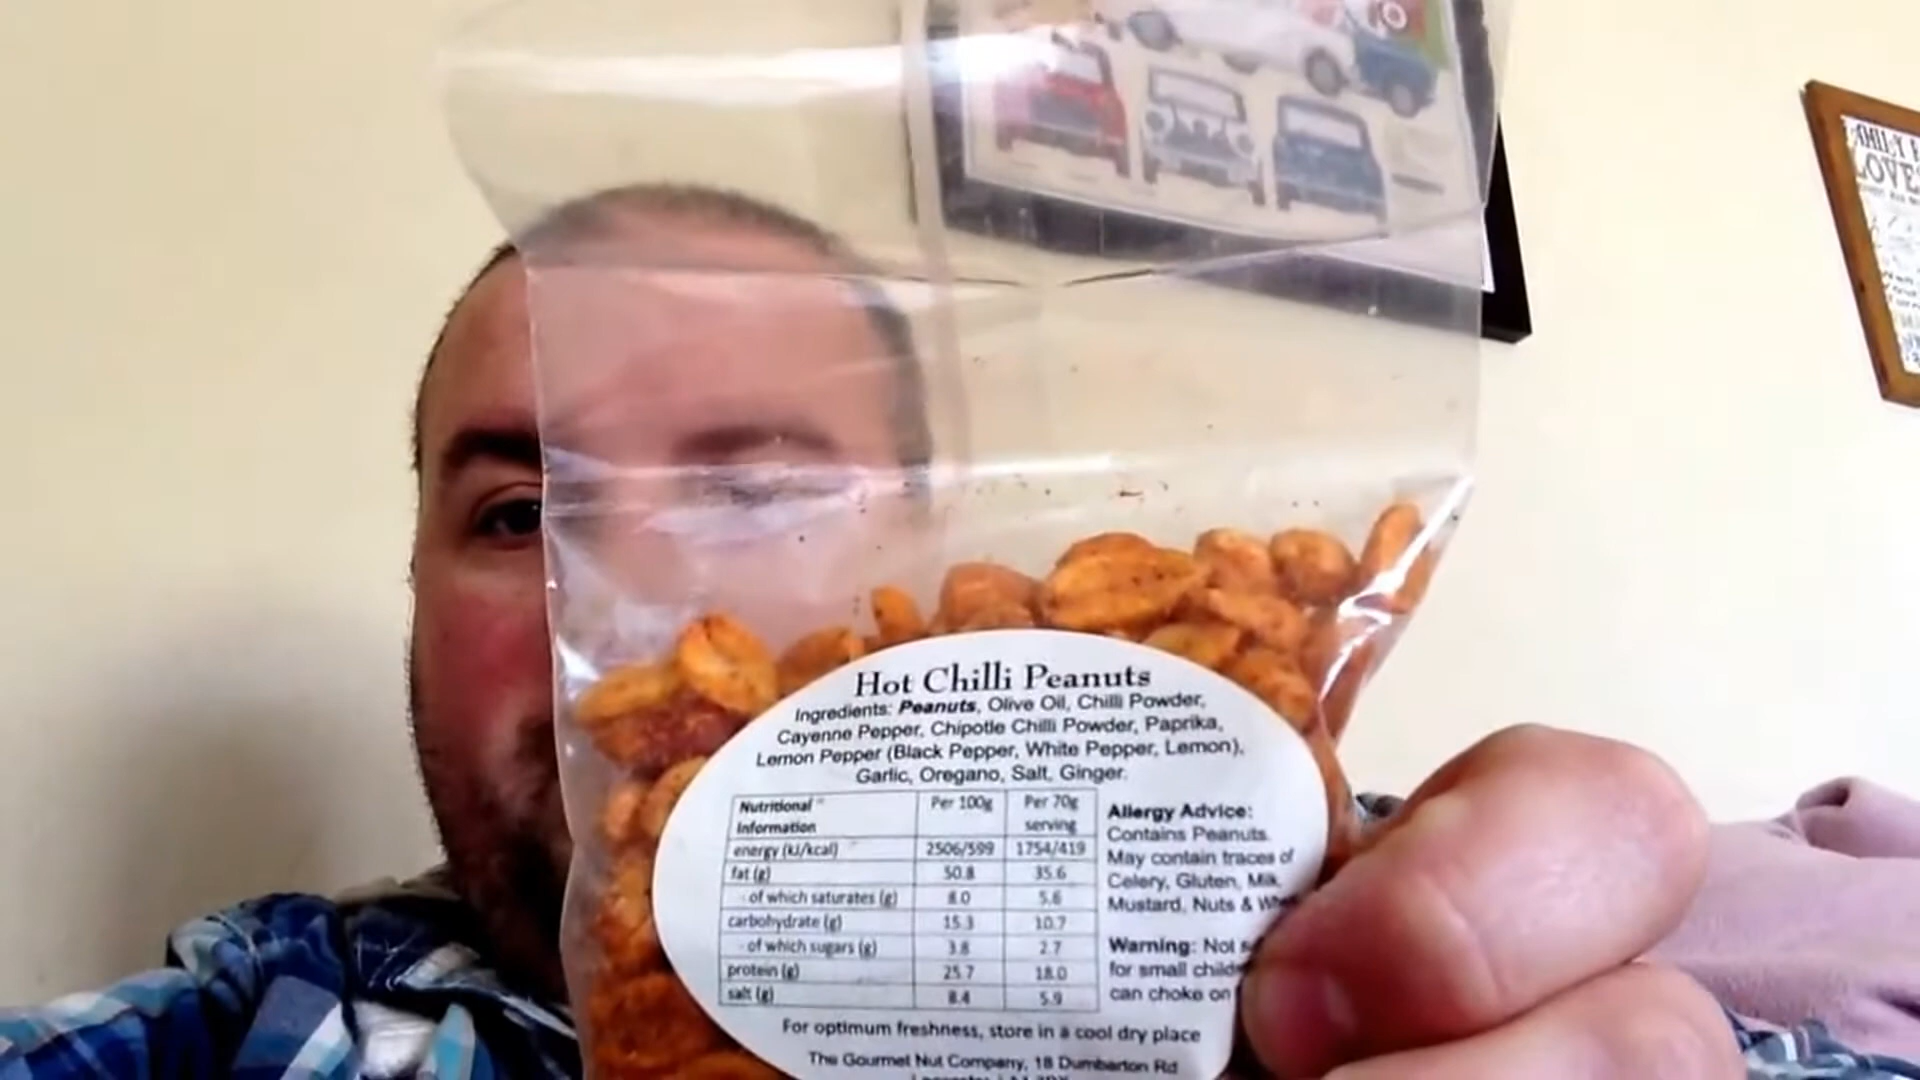 AMILY
LOVE
Hot Chilli Peanuts
Ingredients: Peanuts, Olive Oil, Chilli Powder,
Cayenne Pepper, Chipotle Chilli Powder, Paprika,
Lemon Pepper (Black Pepper, White Pepper, Lemon),
Garlic, Oregano, Salt, Ginger.
Nutritional Information Per 100g Per 70g serving
energy (kJ/kcal) 2506/599 1754/419
fat (g) 50.8 35.6
- of which saturates (g) 8.0 5.6
carbohydrate (g) 15.3 10.7
- of which sugars (g) 3.8 2.7
protein (g) 25.7 18.0
salt (g) 8.4 5.9
Allergy Advice:
Contains Peanuts.
May contain traces of
Celery, Gluten, Milk,
Mustard, Nuts &
Warning: Not
for small
can choke on
For optimum freshness, store in a cool dry place
The Gourmet Nut Company, 18 Dumbarton Rd